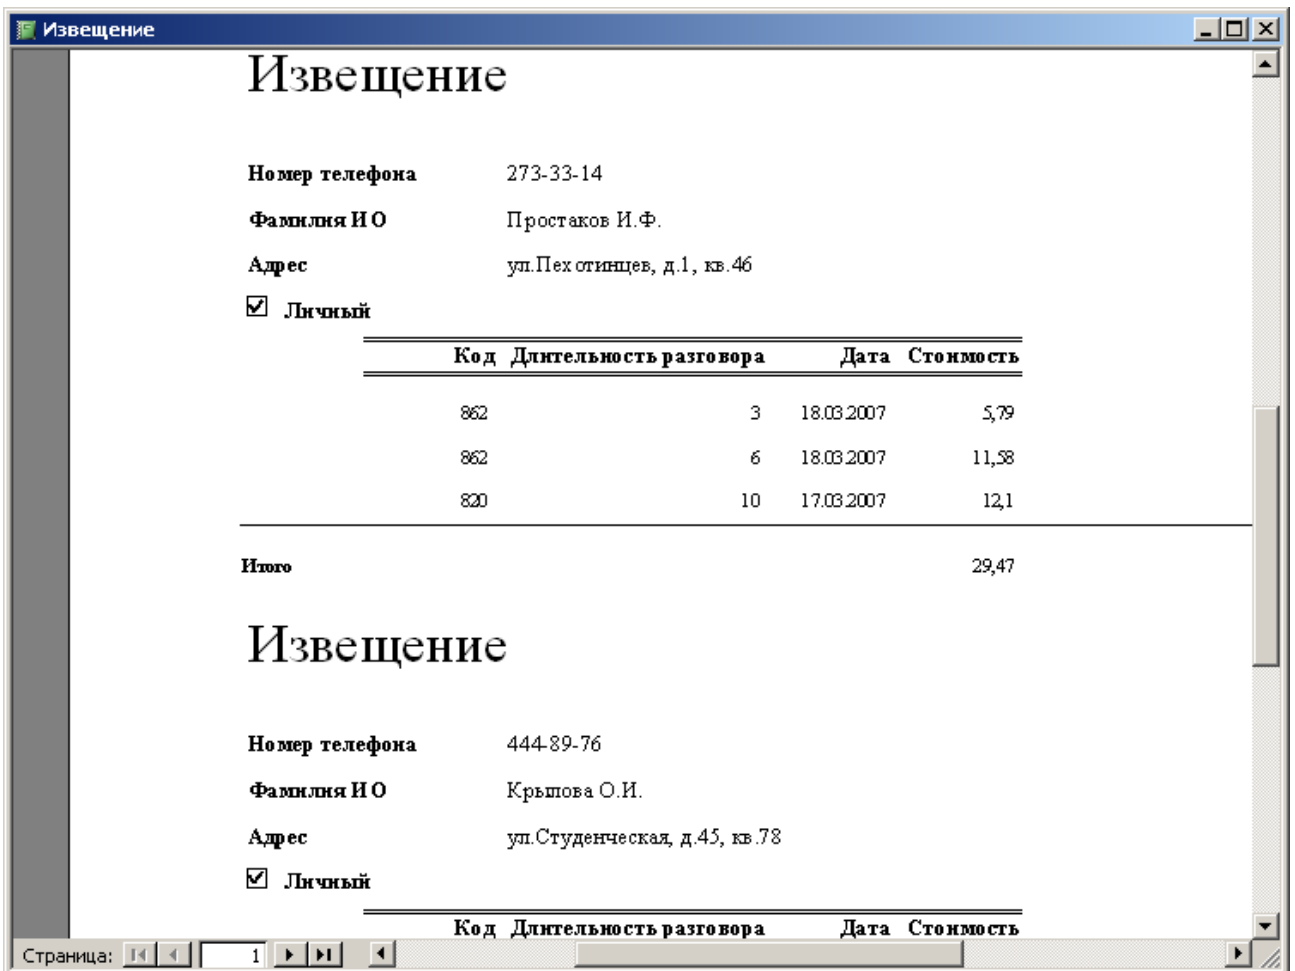 Извещение
Извещение
Номер телефона 273-33-14
Фамилия И О Простаков И.Ф.
Адрес ул.Пехотинцев, д.1, кв.46
Личный
Код Длительность разговора Дата Стоимость
862 3 18.03.2007 5,79
862 6 18.03.2007 11,58
820 10 17.03.2007 12,1
Итого 29,47
Извещение
Номер телефона 444-89-76
Фамилия И О Крылова О.И.
Адрес ул.Студенческая, д.45, кв.78
Личный
Код Длительность разговора Дата Стоимость
Страница: 1